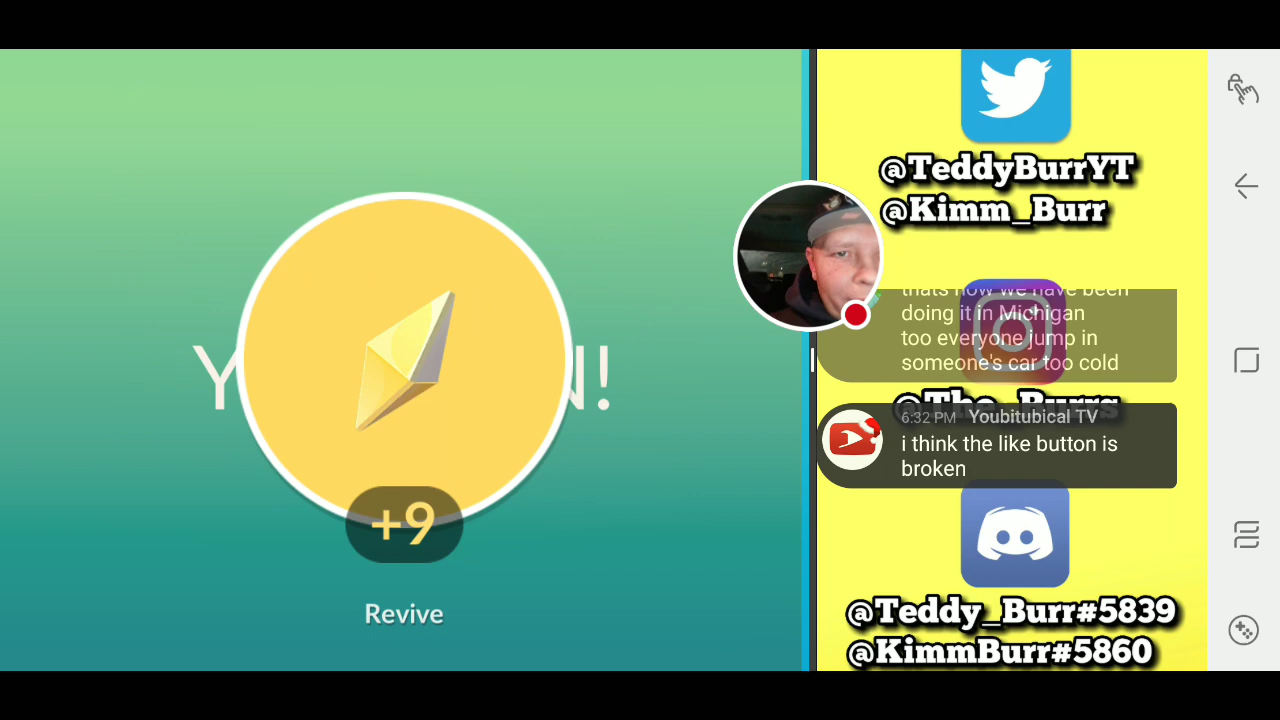 Y N!
+9
Revive
@TeddyBurrYT
@Kimm_Burr
thats how we have been
doing it in Michigan
too everyone jump in
someone's car too cold
@The_Burrs
6:32 PM Youbitubical TV
i think the like button is
broken
@Teddy_Burr#5839
@KimmBurr#5860